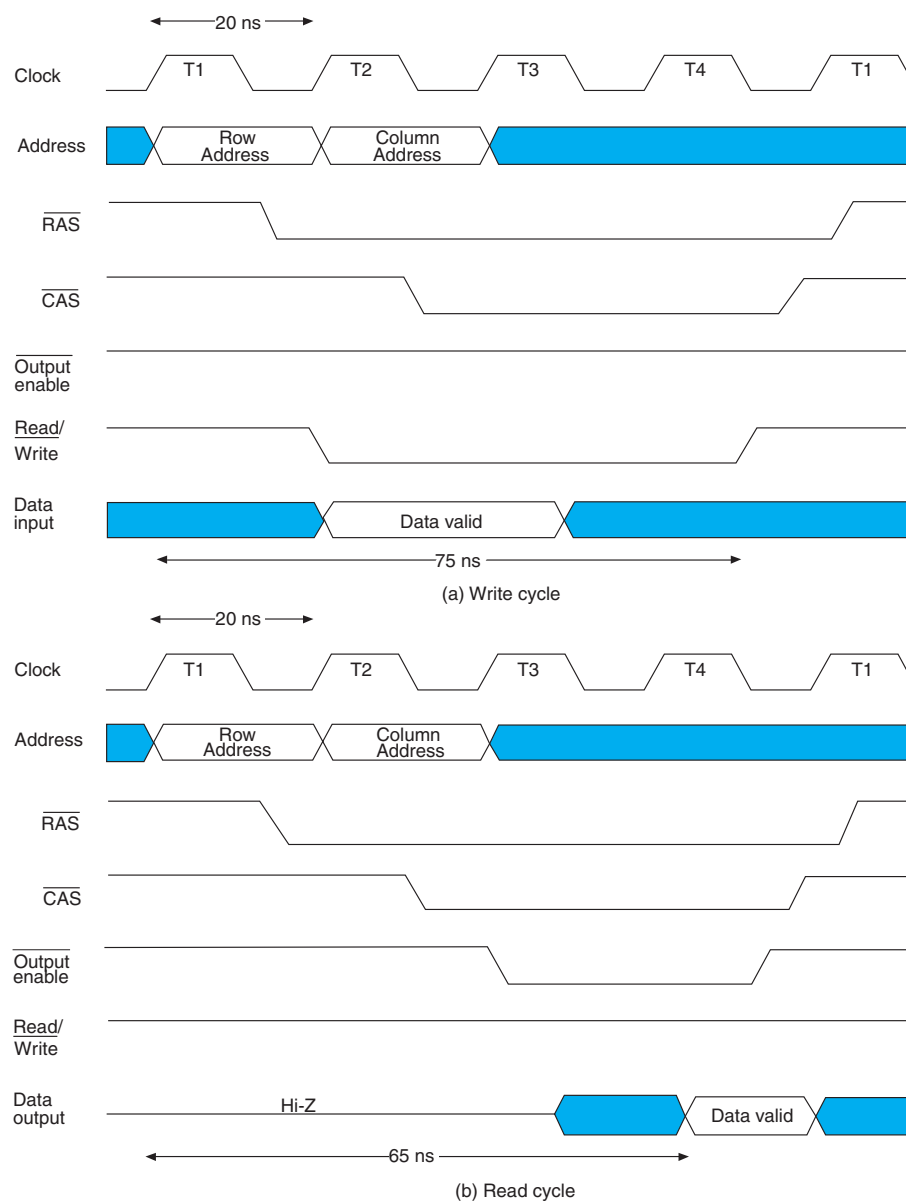 20 ns
Clock
T1 T2 T3 T4 T1
Address
Row
Address
Column
Address
RAS
CAS
Output
enable
Read/
Write
Data
input
Data valid
75 ns
(a) Write cycle
20 ns
Clock
T1 T2 T3 T4 T1
Address
Row
Address
Column
Address
RAS
CAS
Output
enable
Read/
Write
Data
output
Hi-Z
Data valid
65 ns
(b) Read cycle